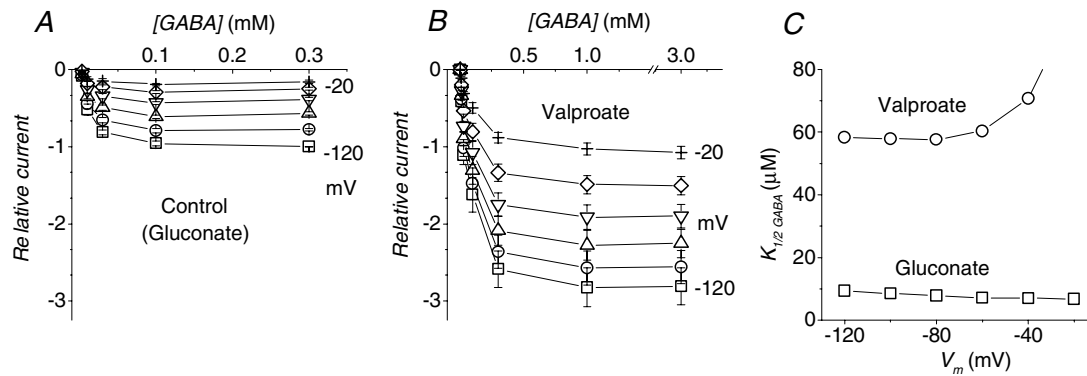 A
[GABA] (mM)
0 0.1 0.2 0.3
0
-1
-2
-3
Relative current
-20
-120
mV
Control
(Gluconate)
B
[GABA] (mM)
0.5 1.0 3.0
0
-1
-2
-3
Relative current
Valproate
-20
mV
-120
C
80
60
40
20
0
K1/2 GABA (µM)
Valproate
Gluconate
-120 -80 -40
Vm (mV)